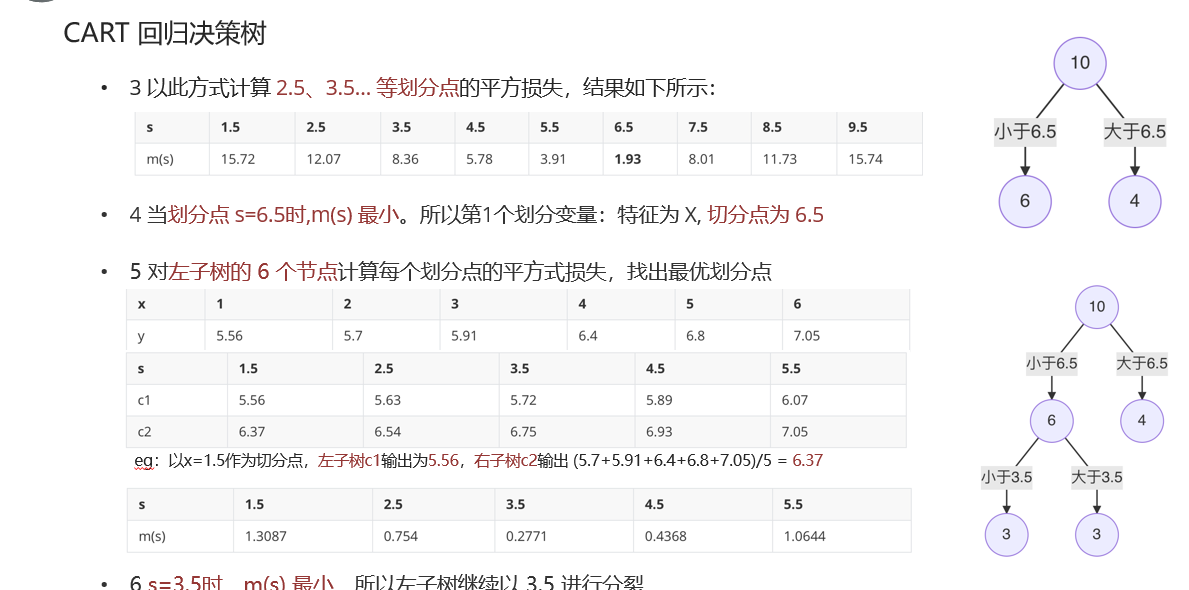 CART 回归决策树
• 3 以此方式计算 2.5、3.5... 等划分点的平方损失，结果如下所示：
s 1.5 2.5 3.5 4.5 5.5 6.5 7.5 8.5 9.5
m(s) 15.72 12.07 8.36 5.78 3.91 1.93 8.01 11.73 15.74
• 4 当划分点 s=6.5时,m(s) 最小。所以第1个划分变量：特征为 X, 切分点为 6.5
• 5 对左子树的 6 个节点计算每个划分点的平方式损失，找出最优划分点
x 1 2 3 4 5 6
y 5.56 5.7 5.91 6.4 6.8 7.05
s 1.5 2.5 3.5 4.5 5.5
c1 5.56 5.63 5.72 5.89 6.07
c2 6.37 6.54 6.75 6.93 7.05
eg：以x=1.5作为切分点，左子树c1输出为5.56，右子树c2输出 (5.7+5.91+6.4+6.8+7.05)/5 = 6.37
s 1.5 2.5 3.5 4.5 5.5
m(s) 1.3087 0.754 0.2771 0.4368 1.0644
• 6 s=3.5时，m(s) 最小，所以左子树继续以 3.5 进行分裂
10
小于6.5 大于6.5
6 4
10
小于6.5 大于6.5
6 4
小于3.5 大于3.5
3 3